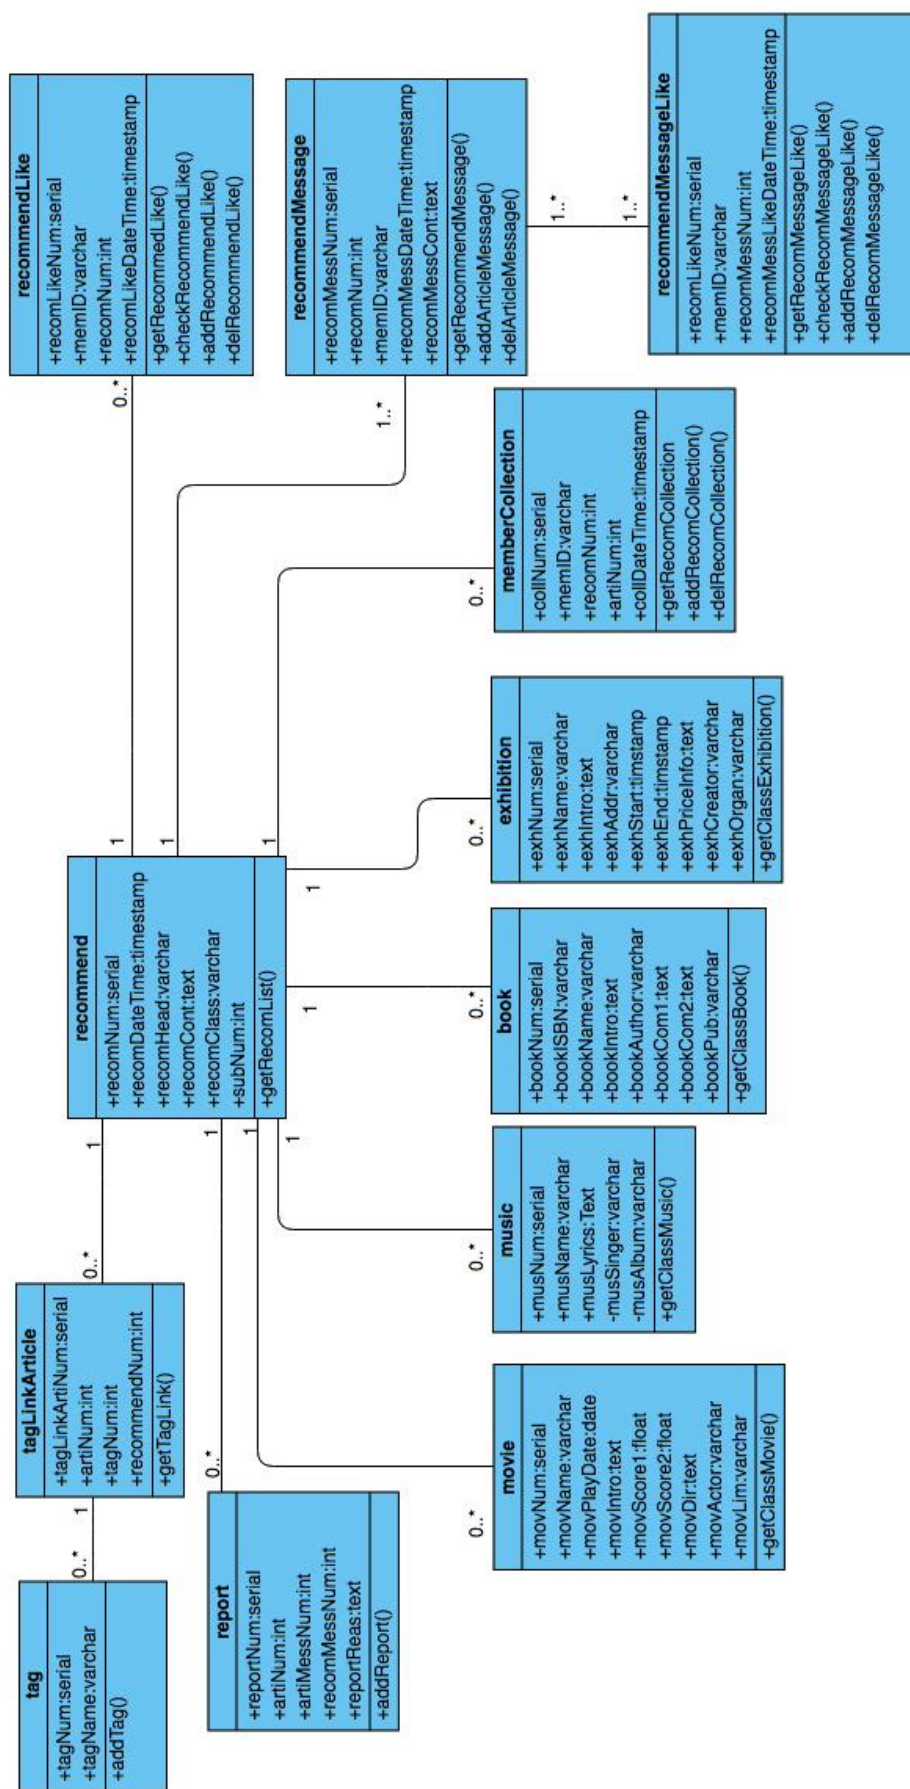 tag
+tagNum:serial
+tagName:varchar
+addTag()
0..*
1
tagLinkArticle
+tagLinkArtiNum:serial
+artiNum:int
+tagNum:int
+recommendNum:int
+getTagLink()
0..*
1
recommend
+recomNum:serial
+recomDateTime:timestamp
+recomHead:varchar
+recomCont:text
+recomClass:varchar
+subNum:int
+getRecomList()
1
0..*
recommendLike
+recomLikeNum:serial
+memID:varchar
+recomNum:int
+recomLikeDateTime:timestamp
+getRecommedLike()
+checkRecommendLike()
+addRecommendLike()
+delRecommendLike()
1
1..*
recommendMessage
+recomMessNum:serial
+recomNum:int
+memID:varchar
+recomMessDateTime:timestamp
+recomMessCont:text
+getRecommendMessage()
+addArticleMessage()
+delArticleMessage()
1..*
1..*
recommendMessageLike
+recomLikeNum:serial
+memID:varchar
+recomMessNum:int
+recomMessLikeDateTime:timestamp
+getRecomMessageLike()
+checkRecomMessageLike()
+addRecomMessageLike()
+delRecomMessageLike()
report
+reportNum:serial
+artiNum:int
+artiMessNum:int
+recomMessNum:int
+reportReas:text
+addReport()
0..*
1
movie
+movNum:serial
+movName:varchar
+movPlayDate:date
+movIntro:text
+movScore1:float
+movScore2:float
+movDir:text
+movActor:varchar
+movLim:varchar
+getClassMovie()
0..*
1
music
+musNum:serial
+musName:varchar
+musLyrics:Text
-musSinger:varchar
-musAlbum:varchar
+getClassMusic()
0..*
1
book
+bookNum:serial
+bookISBN:varchar
+bookName:varchar
+bookIntro:text
+bookAuthor:varchar
+bookCom1:text
+bookCom2:text
+bookPub:varchar
+getClassBook()
0..*
1
exhibition
+exhNum:serial
+exhName:varchar
+exhIntro:text
+exhAddr:varchar
+exhStart:timstamp
+exhEnd:timstamp
+exhPriceInfo:text
+exhCreator:varchar
+exhOrgan:varchar
+getClassExhibition()
0..*
1
memberCollection
+collNum:serial
+memID:varchar
+recomNum:int
+artiNum:int
+collDateTime:timestamp
+getRecomCollection
+addRecomCollection()
+delRecomCollection()
0..*
1